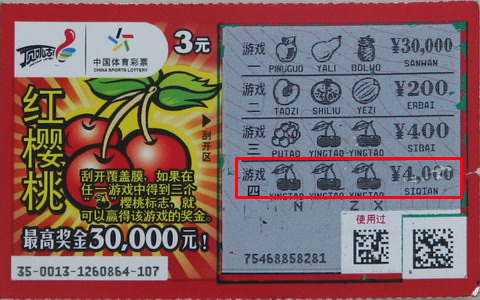 顶呱刮
中国体育彩票
CHINA SPORTS LOTTERY
3元
红樱桃
刮开区
刮开覆盖膜，如果在
任一游戏中得到三个
“ ”樱桃标志，就
可以赢得该游戏的奖金。
最高奖金30,000元！
35-0013-1260864-107
游戏一
PINGGUO YALI BOLUO
¥30,000
SANWAN
游戏二
TAOZI SHILIU YEZI
¥200
ERBAI
游戏三
PUTAO YINGTAO YINGTAO
¥400
SIBAI
游戏四
YINGTAO YINGTAO YINGTAO
¥4,000
SIQIAN
N Z X
使用过
75468858281